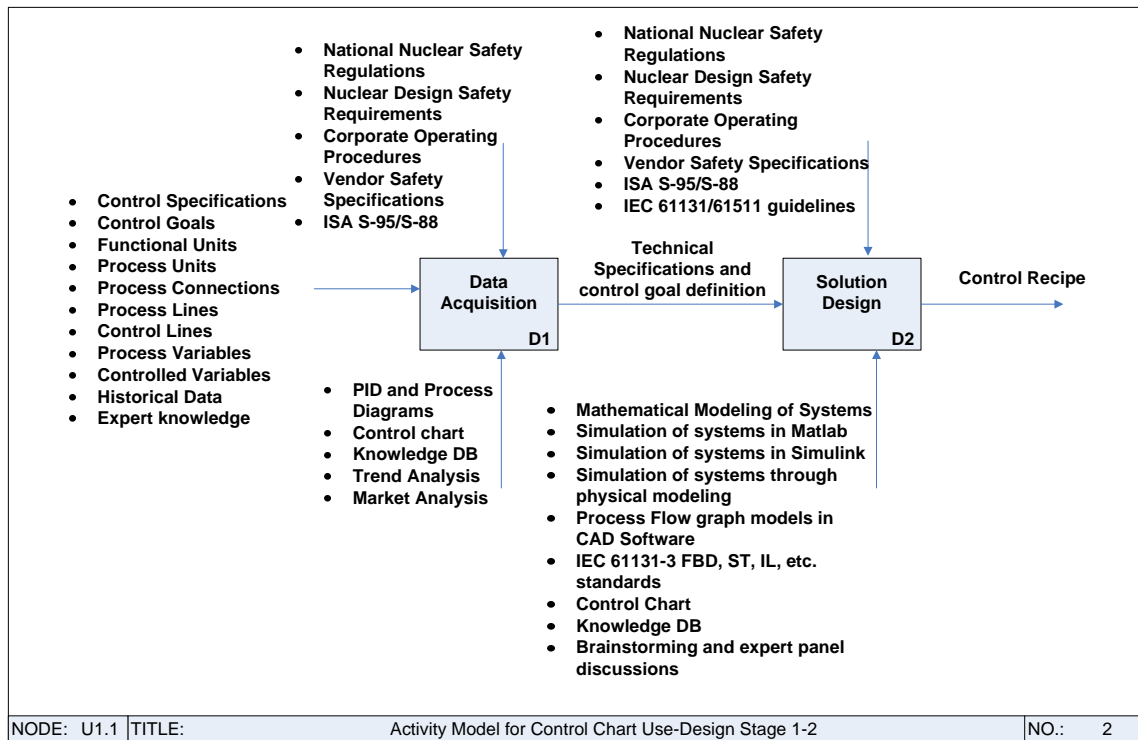 National Nuclear Safety
Regulations
Nuclear Design Safety
Requirements
Corporate Operating
Procedures
Vendor Safety
Specifications
ISA S-95/S-88
National Nuclear Safety
Regulations
Nuclear Design Safety
Requirements
Corporate Operating
Procedures
Vendor Safety Specifications
ISA S-95/S-88
IEC 61131/61511 guidelines
Control Specifications
Control Goals
Functional Units
Process Units
Process Connections
Process Lines
Control Lines
Process Variables
Controlled Variables
Historical Data
Expert knowledge
Data
Acquisition
D1
Technical
Specifications and
control goal definition
Solution
Design
D2
Control Recipe
PID and Process
Diagrams
Control chart
Knowledge DB
Trend Analysis
Market Analysis
Mathematical Modeling of Systems
Simulation of systems in Matlab
Simulation of systems in Simulink
Simulation of systems through
physical modeling
Process Flow graph models in
CAD Software
IEC 61131-3 FBD, ST, IL, etc.
standards
Control Chart
Knowledge DB
Brainstorming and expert panel
discussions
NODE: U1.1 TITLE: Activity Model for Control Chart Use-Design Stage 1-2 NO.: 2